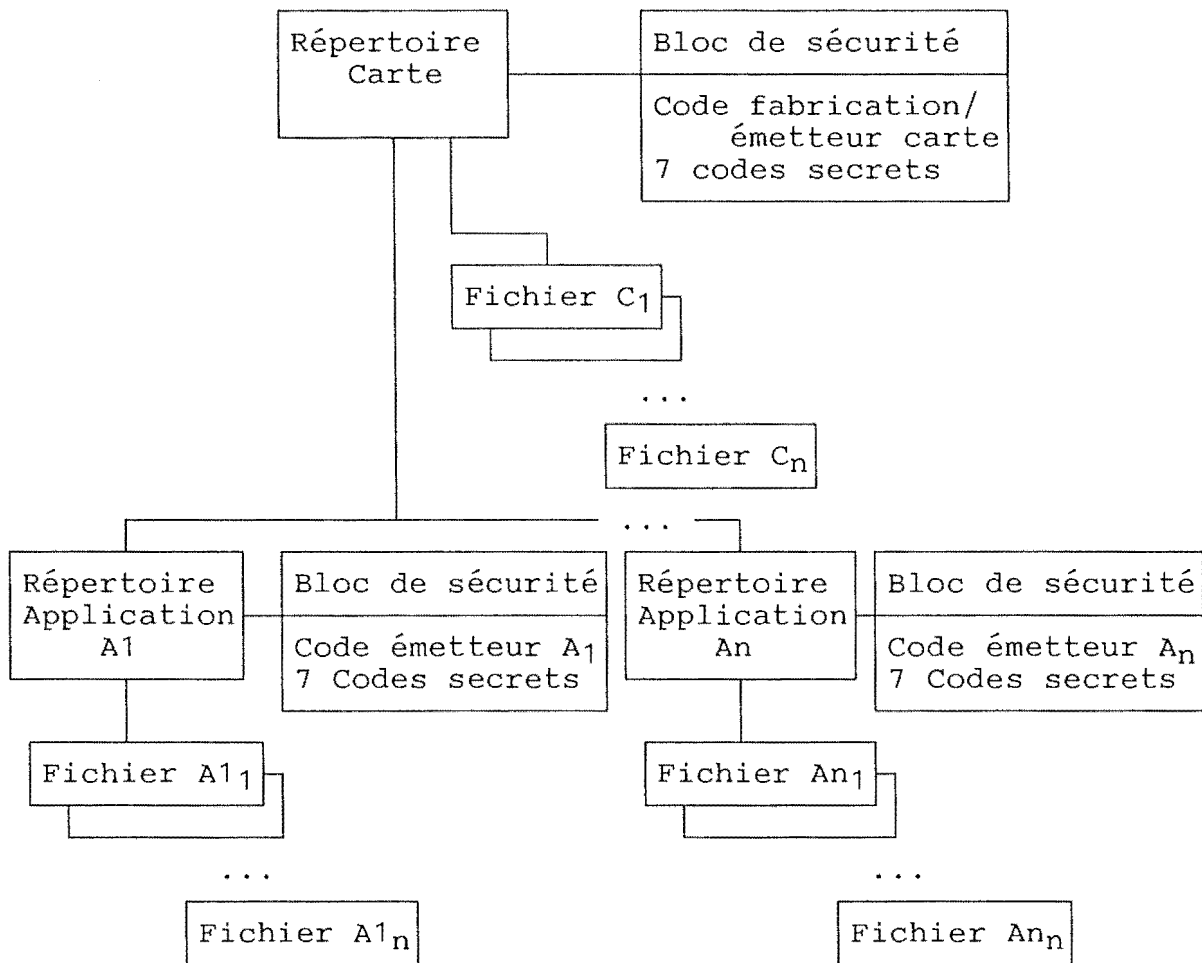 Répertoire
Carte
Bloc de sécurité
Code fabrication/
émetteur carte
7 codes secrets
Fichier C1
...
Fichier Cn
...
Répertoire
Application
A1
Bloc de sécurité
Code émetteur A1
7 Codes secrets
Répertoire
Application
An
Bloc de sécurité
Code émetteur An
7 Codes secrets
Fichier A11
...
Fichier A1n
Fichier An1
...
Fichier Ann